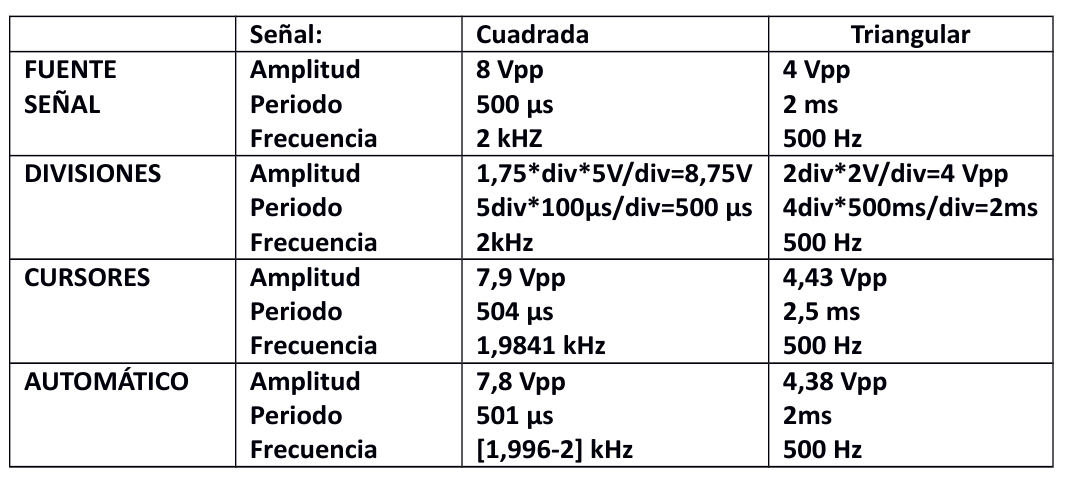 Señal: Cuadrada Triangular
FUENTE Amplitud 8 Vpp 4 Vpp
SEÑAL Periodo 500 µs 2 ms
Frecuencia 2 kHZ 500 Hz
DIVISIONES Amplitud 1,75*div*5V/div=8,75V 2div*2V/div=4 Vpp
Periodo 5div*100µs/div=500 µs 4div*500ms/div=2ms
Frecuencia 2kHz 500 Hz
CURSORES Amplitud 7,9 Vpp 4,43 Vpp
Periodo 504 µs 2,5 ms
Frecuencia 1,9841 kHz 500 Hz
AUTOMÁTICO Amplitud 7,8 Vpp 4,38 Vpp
Periodo 501 µs 2ms
Frecuencia [1,996-2] kHz 500 Hz